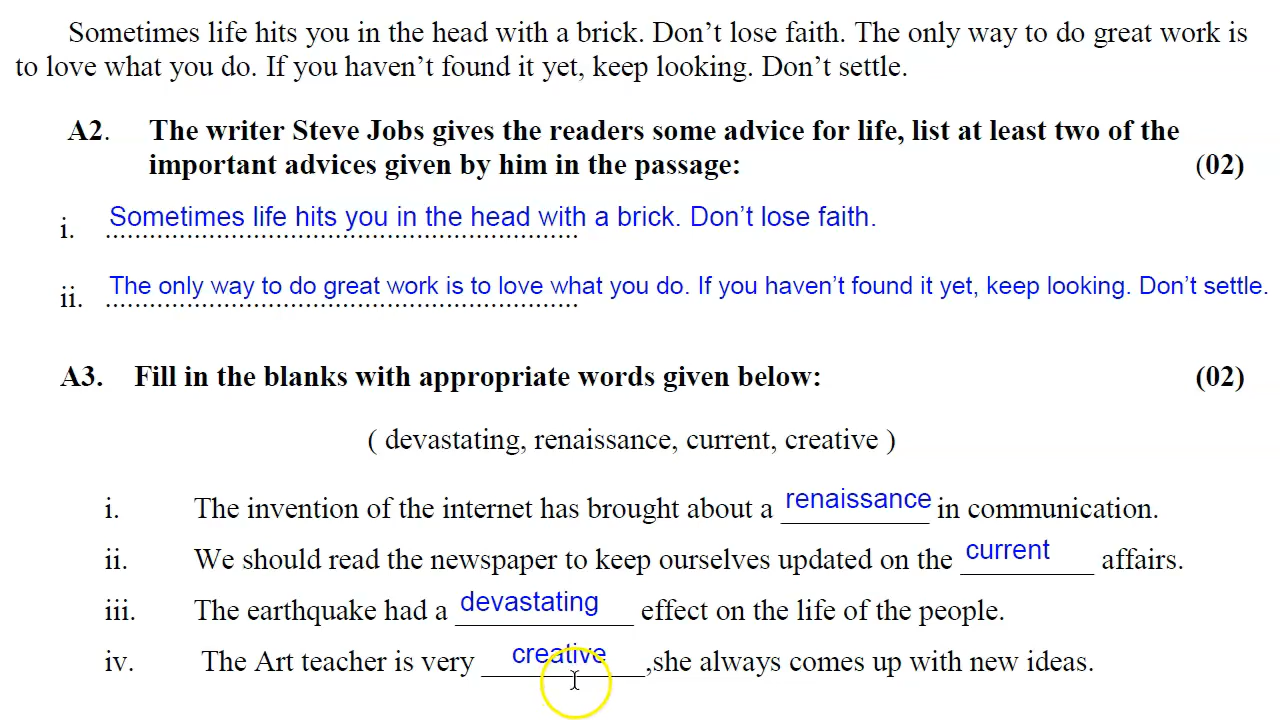 Sometimes life hits you in the head with a brick. Don’t lose faith. The only way to do great work is
to love what you do. If you haven’t found it yet, keep looking. Don’t settle.
A2. The writer Steve Jobs gives the readers some advice for life, list at least two of the
important advices given by him in the passage: (02)
i. Sometimes life hits you in the head with a brick. Don’t lose faith.
ii. The only way to do great work is to love what you do. If you haven’t found it yet, keep looking. Don’t settle.
A3. Fill in the blanks with appropriate words given below: (02)
( devastating, renaissance, current, creative )
i. The invention of the internet has brought about a renaissance in communication.
ii. We should read the newspaper to keep ourselves updated on the current affairs.
iii. The earthquake had a devastating effect on the life of the people.
iv. The Art teacher is very creative ,she always comes up with new ideas.